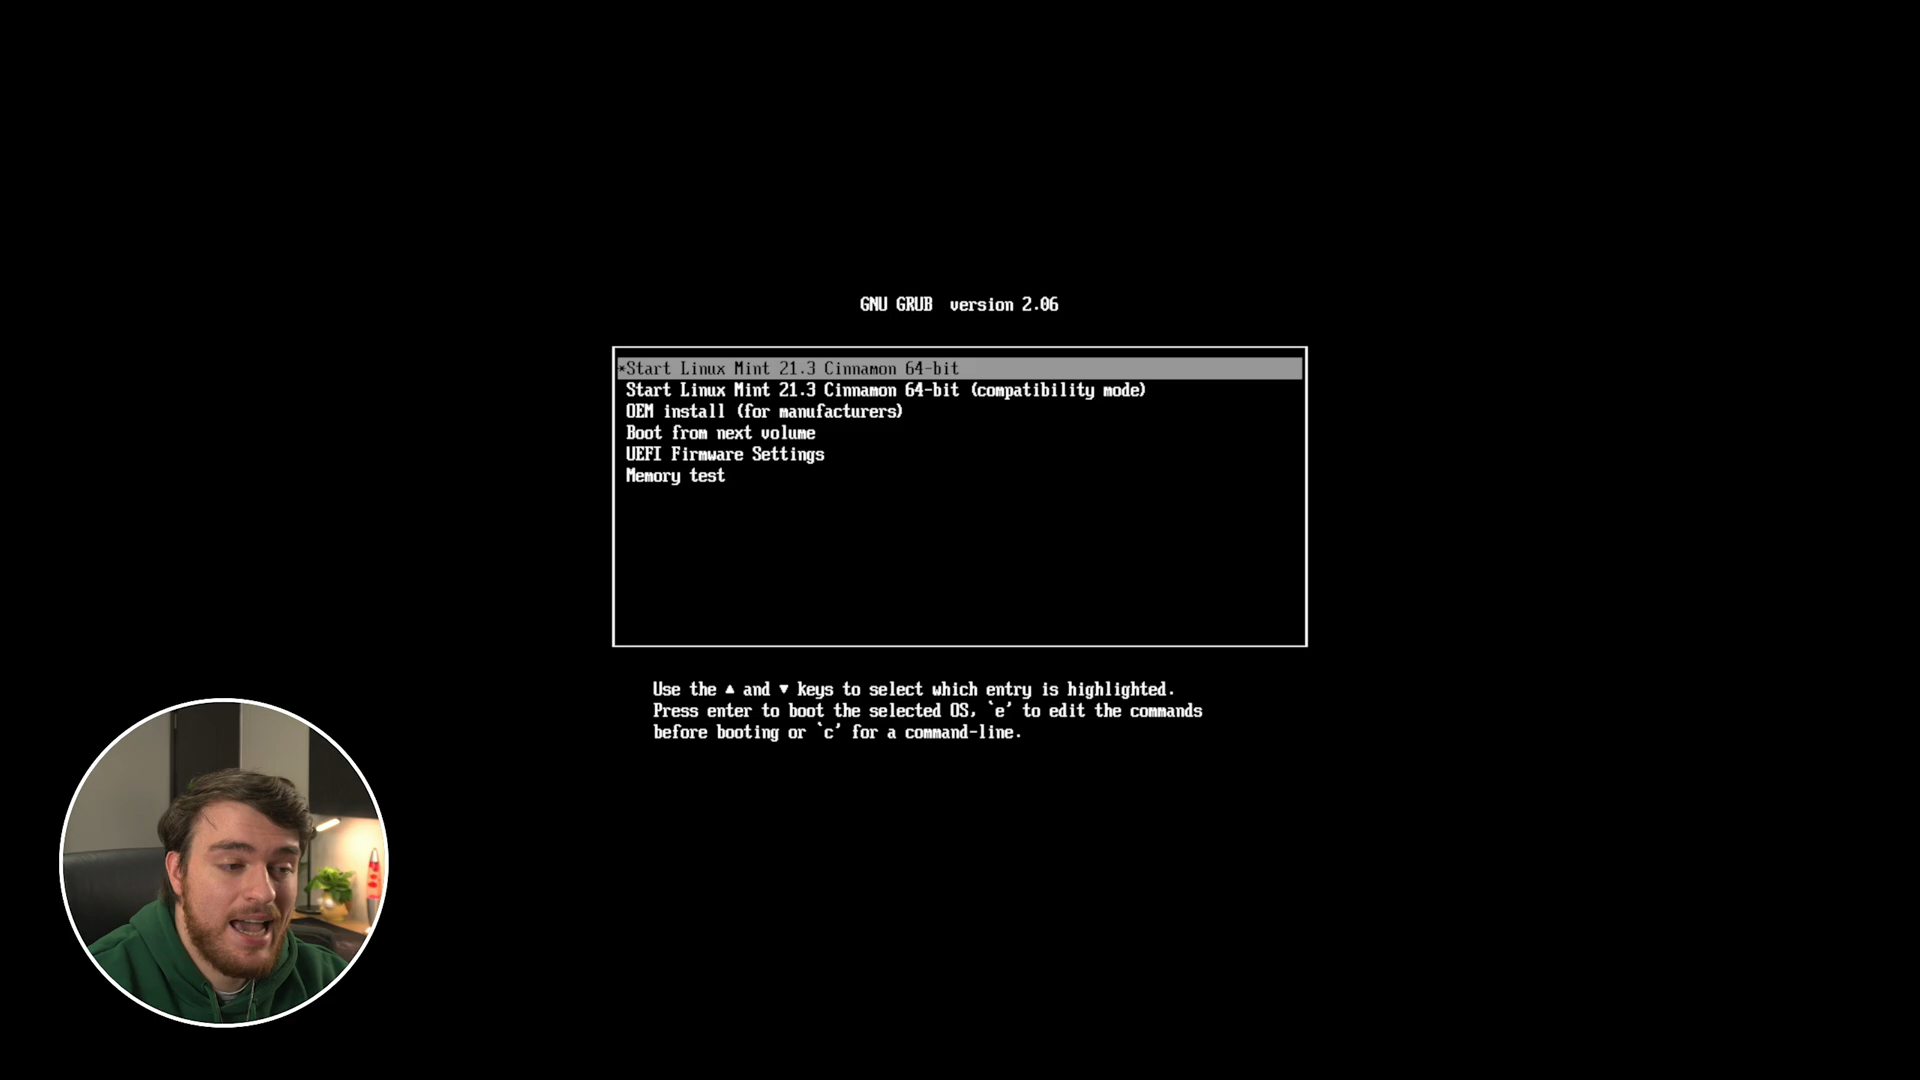 GNU GRUB version 2.06
*Start Linux Mint 21.3 Cinnamon 64-bit
Start Linux Mint 21.3 Cinnamon 64-bit (compatibility mode)
OEM install (for manufacturers)
Boot from next volume
UEFI Firmware Settings
Memory test
Use the ▲ and ▼ keys to select which entry is highlighted.
Press enter to boot the selected OS, `e' to edit the commands
before booting or `c' for a command-line.